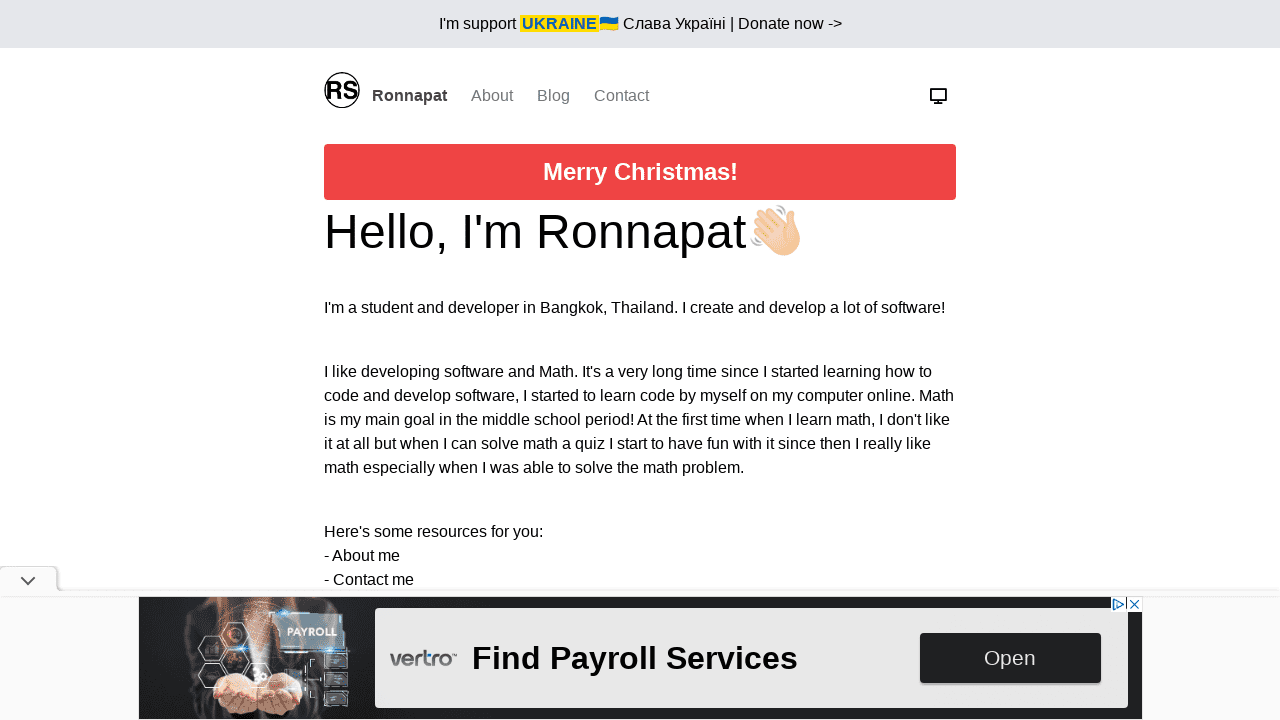 I'm support UKRAINE🇺🇦 Слава Україні | Donate now ->
RS Ronnapat About Blog Contact
Merry Christmas!
Hello, I'm Ronnapat👋🏻
I'm a student and developer in Bangkok, Thailand. I create and develop a lot of software!
I like developing software and Math. It's a very long time since I started learning how to
code and develop software, I started to learn code by myself on my computer online. Math
is my main goal in the middle school period! At the first time when I learn math, I don't like
it at all but when I can solve math a quiz I start to have fun with it since then I really like
math especially when I was able to solve the math problem.
Here's some resources for you:
- About me
- Contact me
PAYROLL
vertro™ Find Payroll Services Open